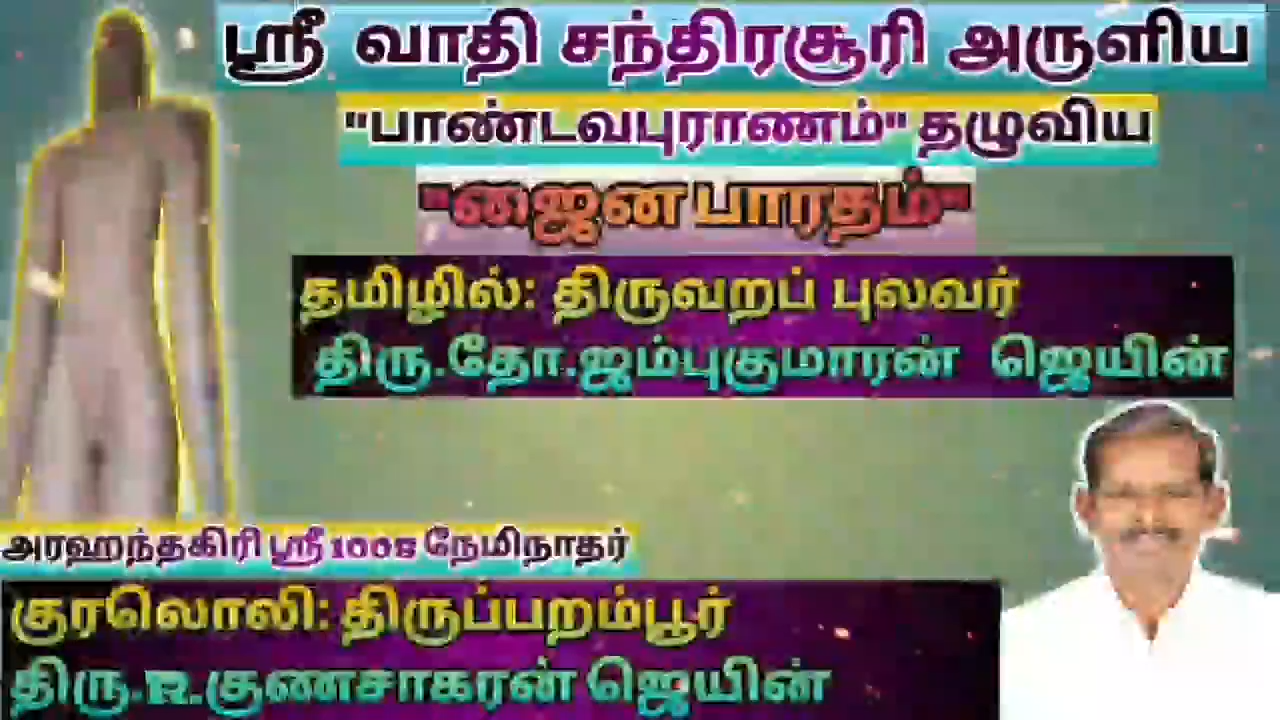 ஸ்ரீ வாதி சந்திரசூரி அருளிய
"பாண்டவபுராணம்" தழுவிய
"ஜைன பாரதம்"
தமிழில்: திருவறப் புலவர்
திரு.தோ.ஜம்புகுமாரன் ஜெயின்
அரஹந்தகிரி ஸ்ரீ 1008 நேமிநாதர்
குரலொலி: திருப்பறம்பூர்
திரு.R.குணசாகரன் ஜெயின்